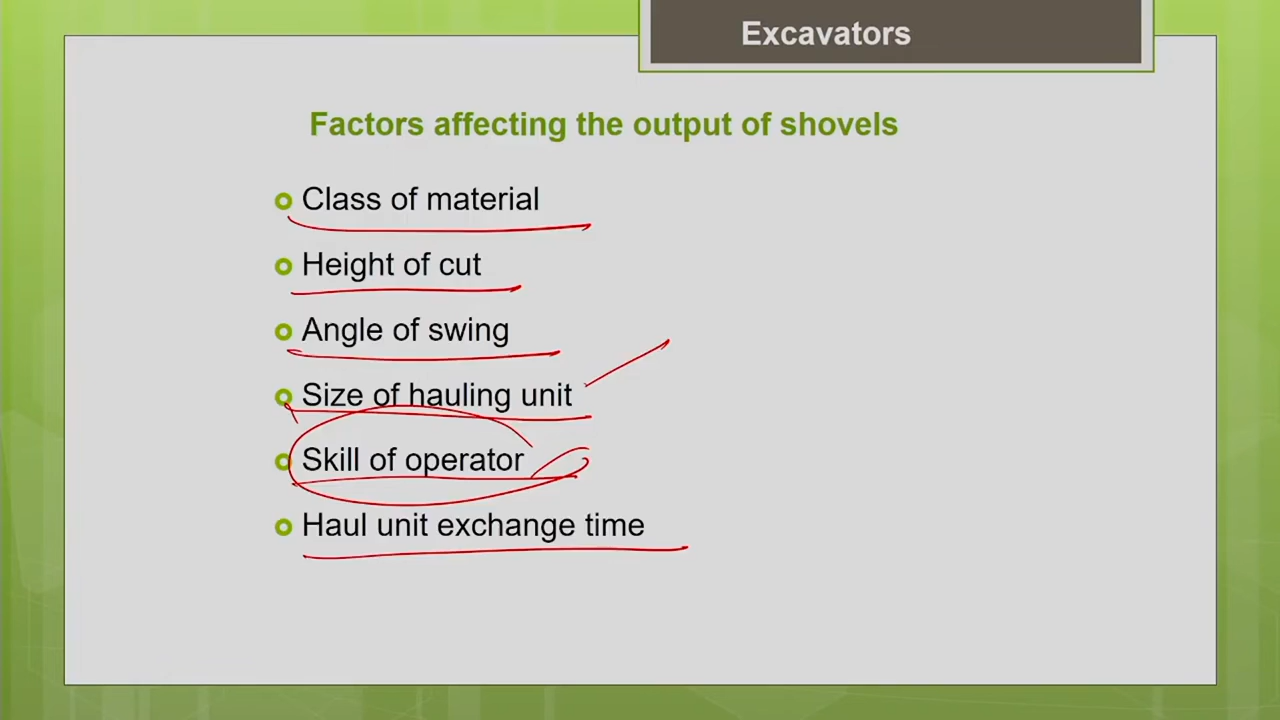 Excavators
Factors affecting the output of shovels
Class of material
Height of cut
Angle of swing
Size of hauling unit
Skill of operator
Haul unit exchange time